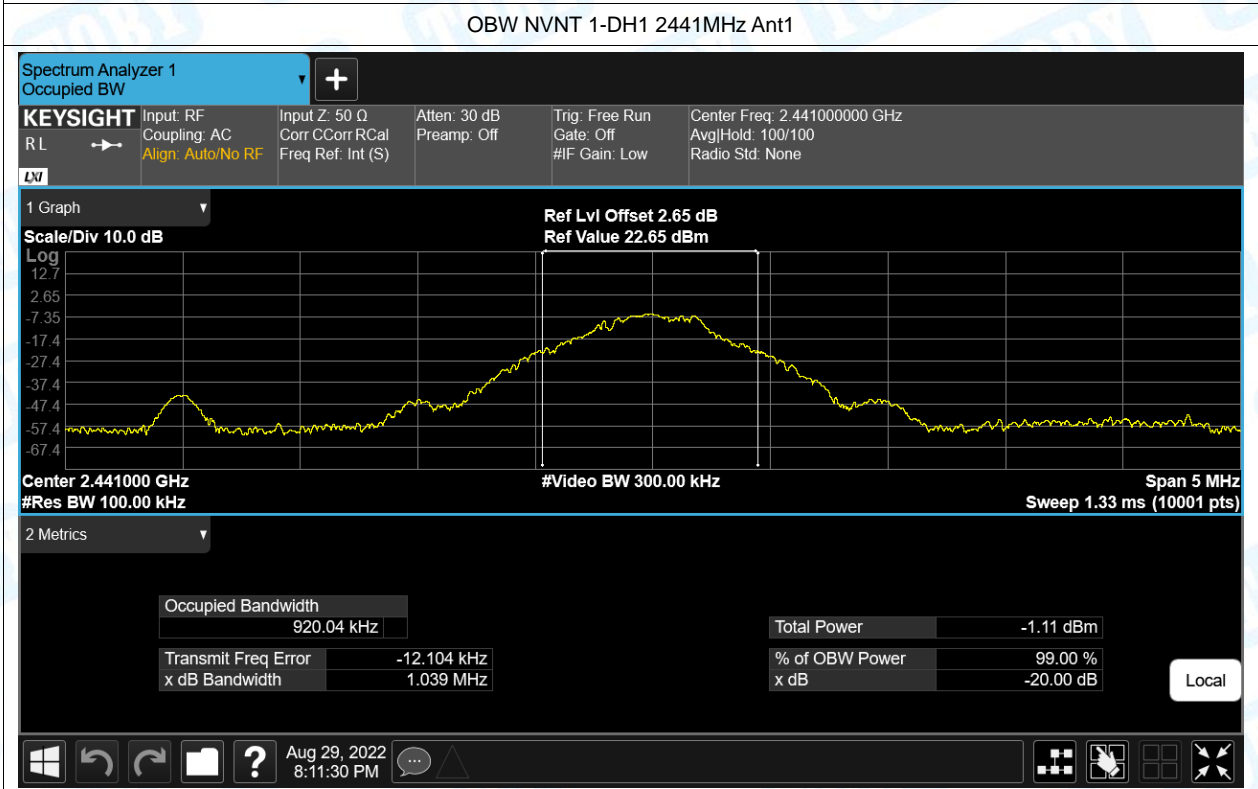 OBW NVNT 1-DH1 2441MHz Ant1
Spectrum Analyzer 1
Occupied BW
KEYSIGHT
R L
LXI
Input: RF
Coupling: AC
Align: Auto/No RF
Input Z: 50 Ω
Corr CCorr RCal
Freq Ref: Int (S)
Atten: 30 dB
Preamp: Off
Trig: Free Run
Gate: Off
#IF Gain: Low
Center Freq: 2.441000000 GHz
Avg|Hold: 100/100
Radio Std: None
1 Graph
Scale/Div 10.0 dB
Ref Lvl Offset 2.65 dB
Ref Value 22.65 dBm
Log
12.7
2.65
-7.35
-17.4
-27.4
-37.4
-47.4
-57.4
-67.4
Center 2.441000 GHz
#Video BW 300.00 kHz
Span 5 MHz
#Res BW 100.00 kHz
Sweep 1.33 ms (10001 pts)
2 Metrics
Occupied Bandwidth
920.04 kHz
Transmit Freq Error -12.104 kHz
x dB Bandwidth 1.039 MHz
Total Power -1.11 dBm
% of OBW Power 99.00 %
x dB -20.00 dB
Local
?
Aug 29, 2022
8:11:30 PM